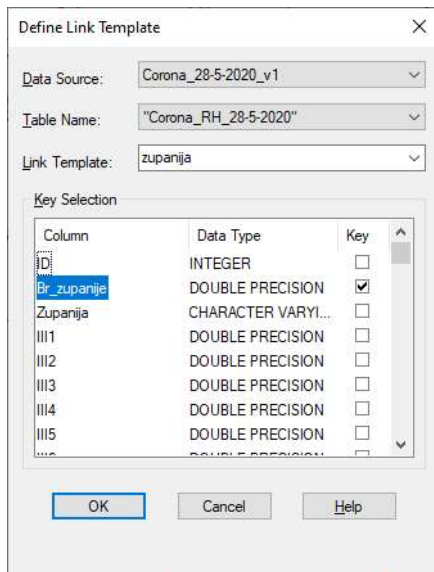 Define Link Template
Data Source: Corona_28-5-2020_v1
Table Name: "Corona_RH_28-5-2020"
Link Template: zupanija
Key Selection
Column Data Type Key
ID INTEGER
Br_zupanije DOUBLE PRECISION
Zupanija CHARACTER VARYI...
III1 DOUBLE PRECISION
III2 DOUBLE PRECISION
III3 DOUBLE PRECISION
III4 DOUBLE PRECISION
III5 DOUBLE PRECISION
OK Cancel Help